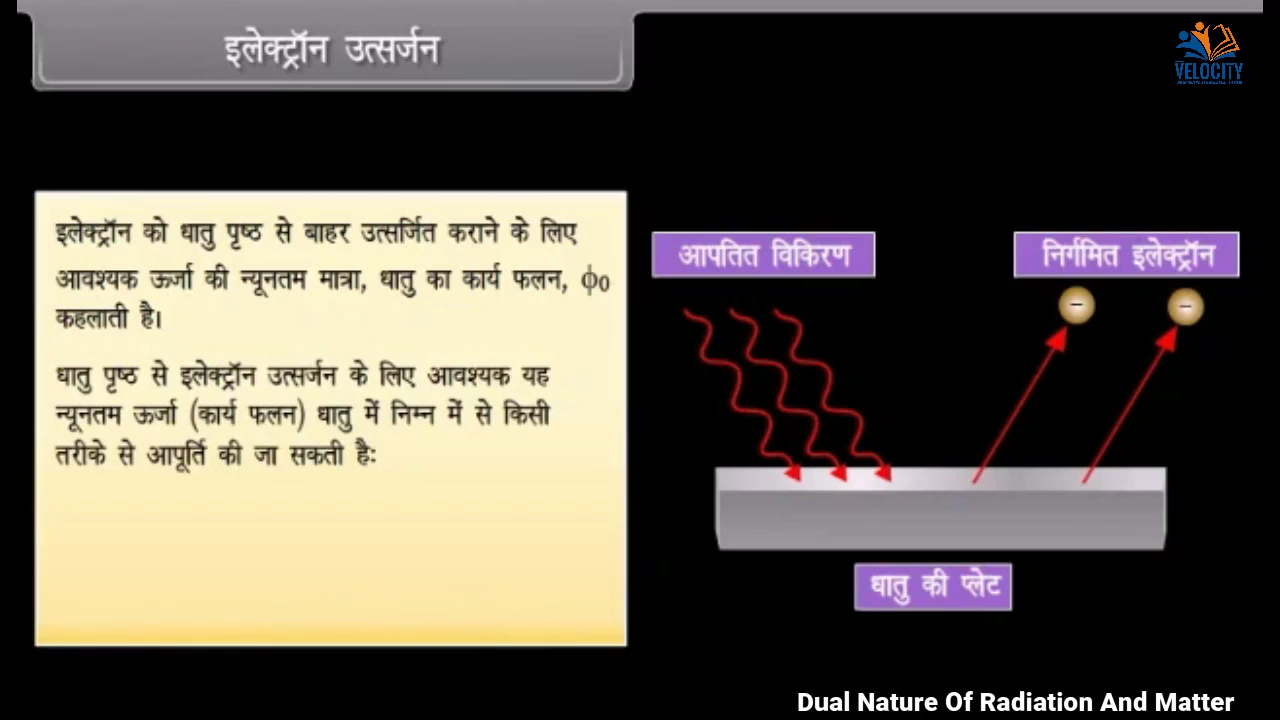 इलेक्ट्रॉन उत्सर्जन
VELOCITY
इलेक्ट्रॉन को धातु पृष्ठ से बाहर उत्सर्जित कराने के लिए
आवश्यक ऊर्जा की न्यूनतम मात्रा, धातु का कार्य फलन, ϕ₀
कहलाती है।
धातु पृष्ठ से इलेक्ट्रॉन उत्सर्जन के लिए आवश्यक यह
न्यूनतम ऊर्जा (कार्य फलन) धातु में निम्न में से किसी
तरीके से आपूर्ति की जा सकती हैः
आपतित विकिरण
निर्गमित इलेक्ट्रॉन
− −
धातु की प्लेट
Dual Nature Of Radiation And Matter